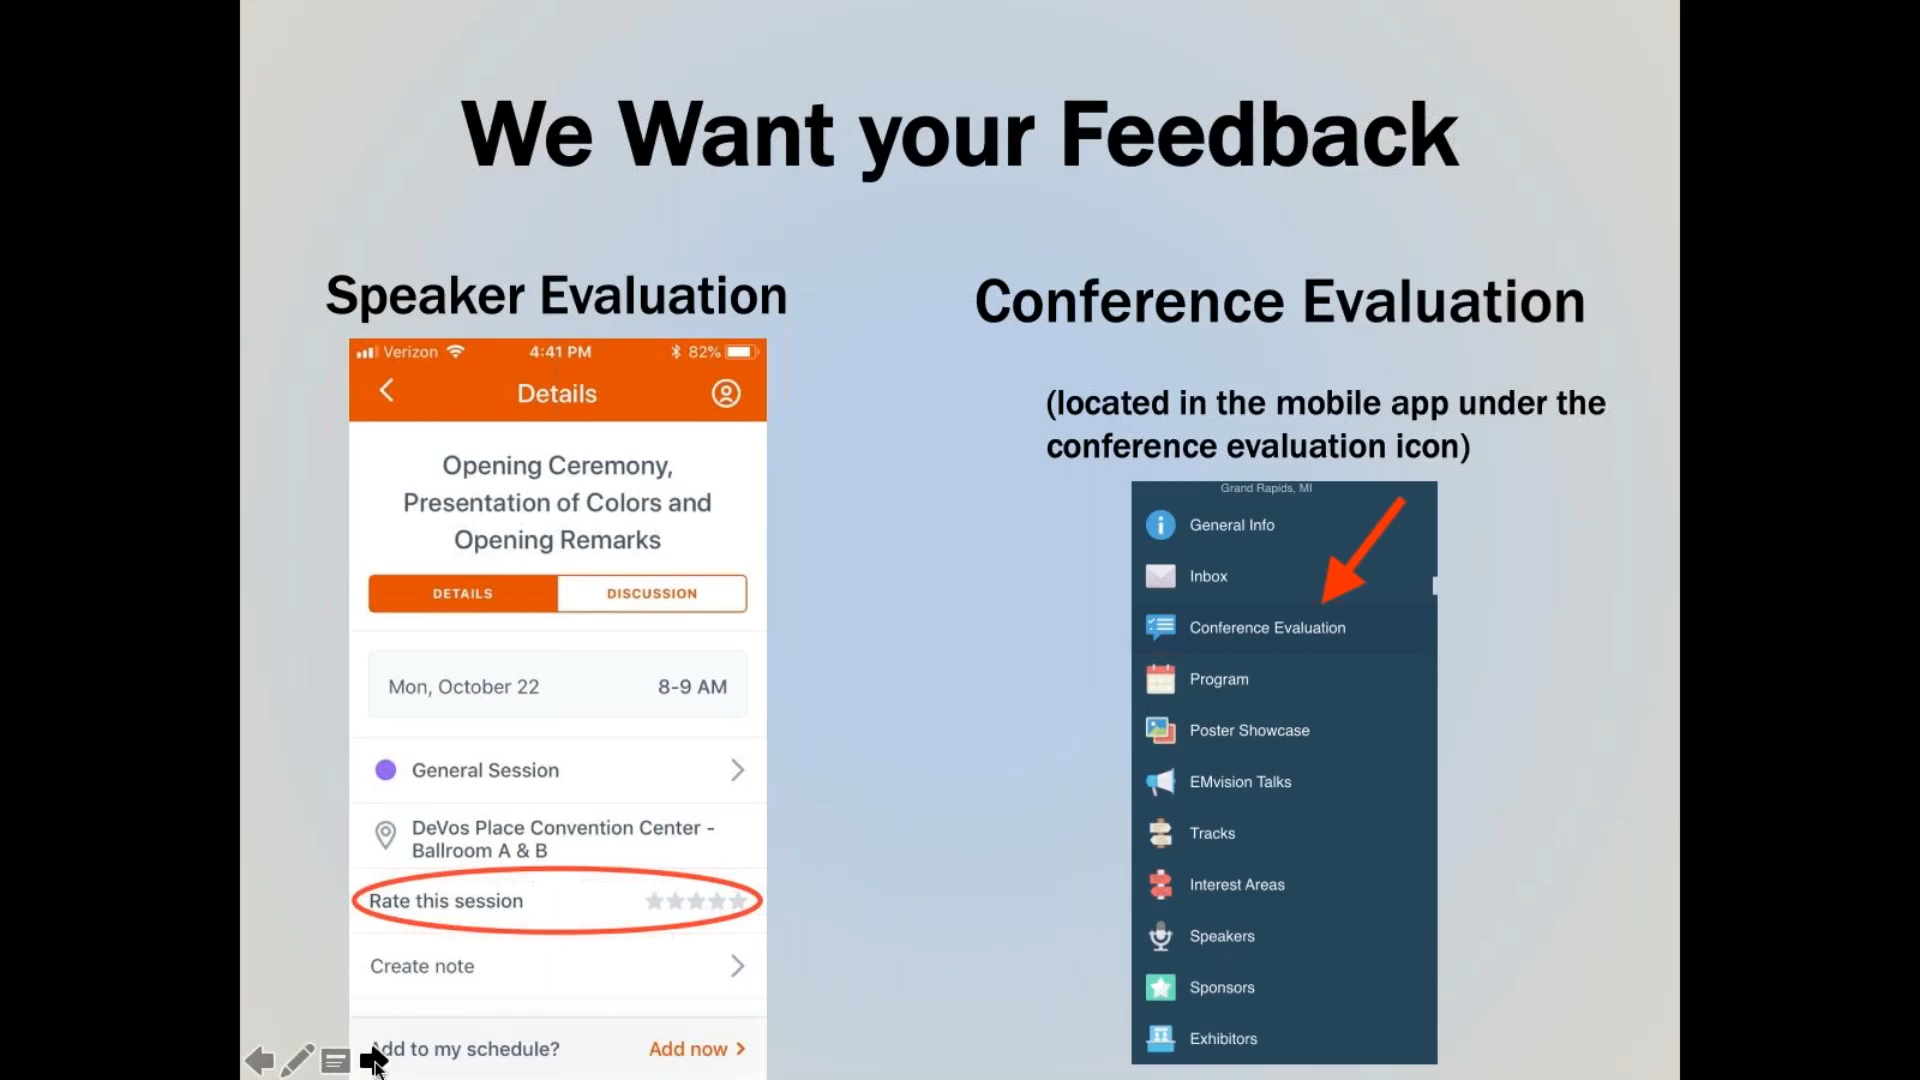 We Want your Feedback
Speaker Evaluation
Verizon
4:41 PM
82%
Details
Opening Ceremony,
Presentation of Colors and
Opening Remarks
DETAILS
DISCUSSION
Mon, October 22
8-9 AM
General Session
DeVos Place Convention Center -
Ballroom A & B
Rate this session
Create note
Add to my schedule?
Add now
Conference Evaluation
(located in the mobile app under the
conference evaluation icon)
Grand Rapids, MI
General Info
Inbox
Conference Evaluation
Program
Poster Showcase
EMvision Talks
Tracks
Interest Areas
Speakers
Sponsors
Exhibitors